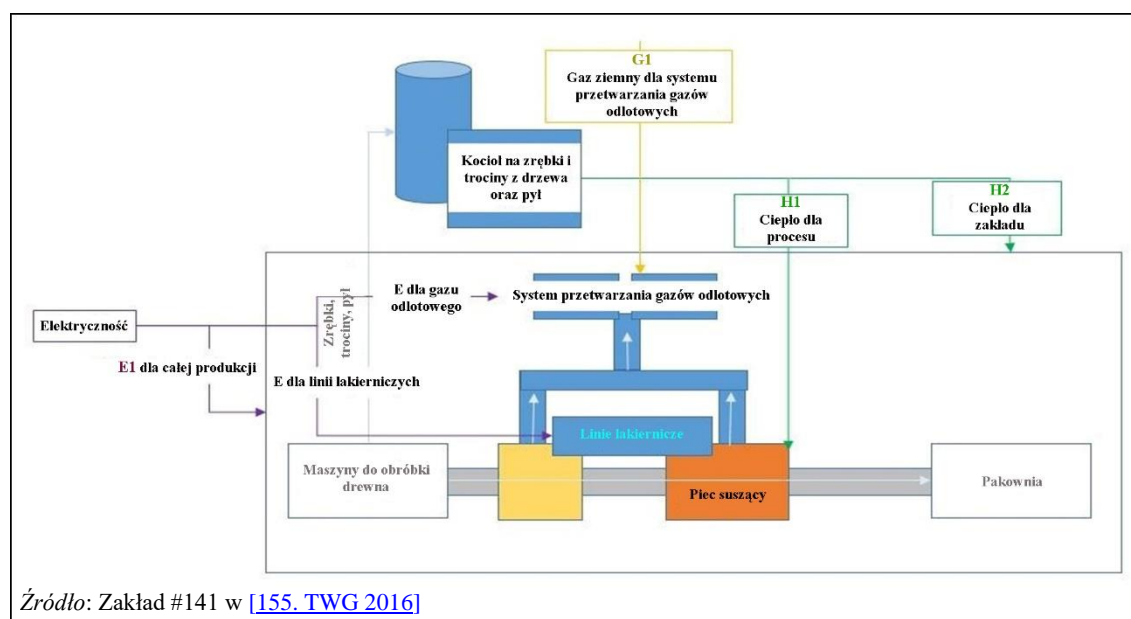 G1
Gaz ziemny dla systemu
przetwarzania gazów
odlotowych
Kocioł na zrębki i
trociny z drzewa
oraz pył
H1
Ciepło dla
procesu
H2
Ciepło dla
zakładu
E dla gazu
odlotowego
System przetwarzania gazów odlotowych
Elektryczność
Zrębki,
trociny, pył
E1 dla całej produkcji
E dla linii lakierniczych
Linie lakiernicze
Maszyny do obróbki
drewna
Piec suszący
Pakownia
Źródło: Zakład #141 w [155. TWG 2016]